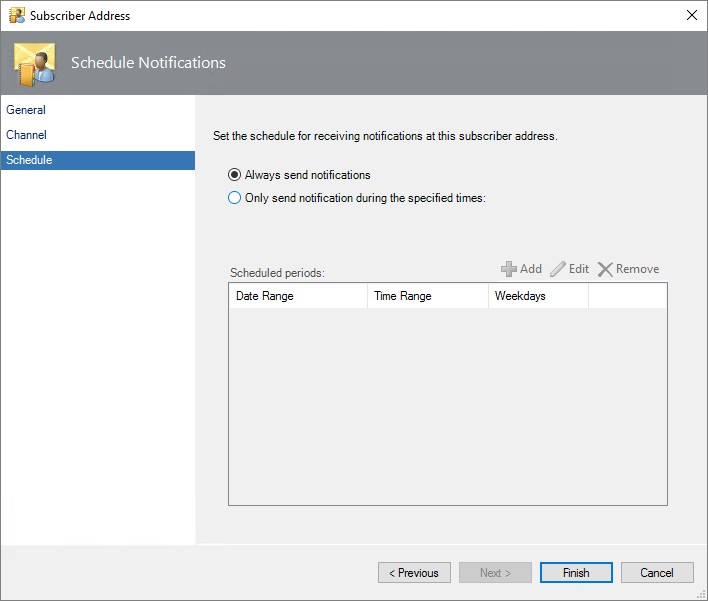 Subscriber Address
Schedule Notifications
General
Channel
Schedule
Set the schedule for receiving notifications at this subscriber address.
Always send notifications
Only send notification during the specified times:
Scheduled periods:
Add Edit Remove
Date Range Time Range Weekdays
< Previous Next > Finish Cancel